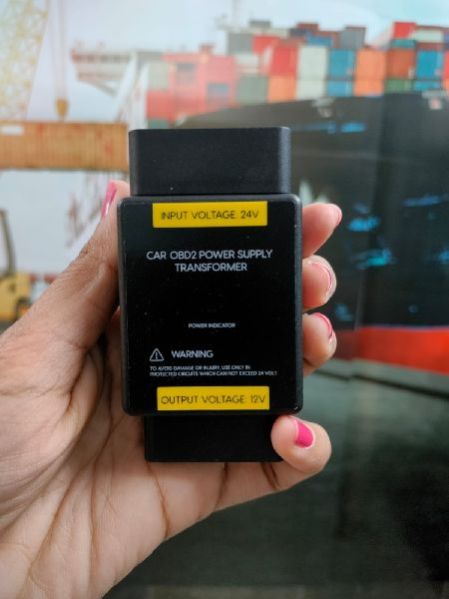 INPUT VOLTAGE 24V
CAR OBD2 POWER SUPPLY
TRANSFORMER
POWER INDICATOR
WARNING
TO AVOID DAMAGE OR INJURY, USE ONLY IN
PROTECTED CIRCUITS WHICH CAN NOT EXCEED 24 VOLT
OUTPUT VOLTAGE 12V